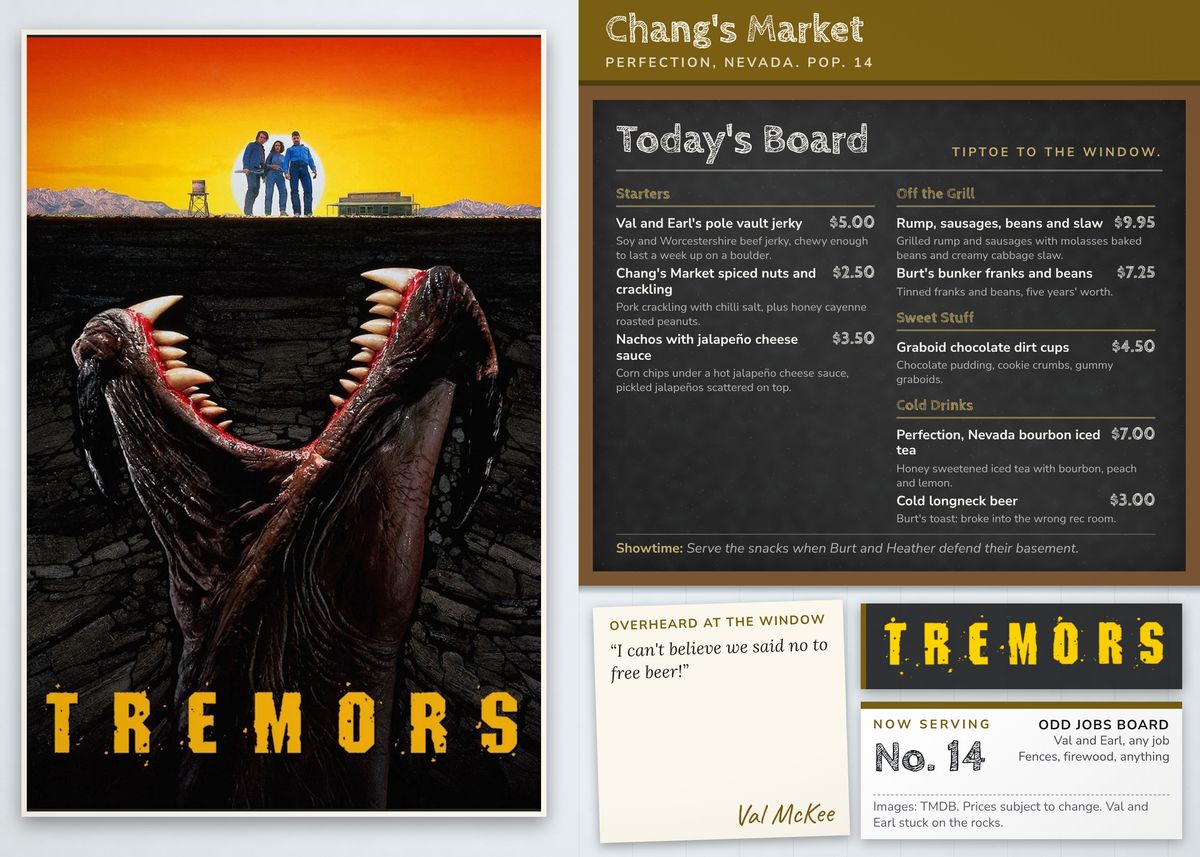 TREMORS
Chang's Market
PERFECTION, NEVADA. POP. 14
Today's Board
TIPTOE TO THE WINDOW.
Starters
Val and Earl's pole vault jerky $5.00
Soy and Worcestershire beef jerky, chewy enough
to last a week up on a boulder.
Chang's Market spiced nuts and $2.50
crackling
Pork crackling with chilli salt, plus honey cayenne
roasted peanuts.
Nachos with jalapeño cheese $3.50
sauce
Corn chips under a hot jalapeño cheese sauce,
pickled jalapeños scattered on top.
Off the Grill
Rump, sausages, beans and slaw $9.95
Grilled rump and sausages with molasses baked
beans and creamy cabbage slaw.
Burt's bunker franks and beans $7.25
Tinned franks and beans, five years' worth.
Sweet Stuff
Graboid chocolate dirt cups $4.50
Chocolate pudding, cookie crumbs, gummy
graboids.
Cold Drinks
Perfection, Nevada bourbon iced $7.00
tea
Honey sweetened iced tea with bourbon, peach
and lemon.
Cold longneck beer $3.00
Burt's toast: broke into the wrong rec room.
Showtime: Serve the snacks when Burt and Heather defend their basement.
OVERHEARD AT THE WINDOW
“I can't believe we said no to
free beer!”
Val McKee
TREMORS
NOW SERVING
No. 14
ODD JOBS BOARD
Val and Earl, any job
Fences, firewood, anything
Images: TMDB. Prices subject to change. Val and
Earl stuck on the rocks.